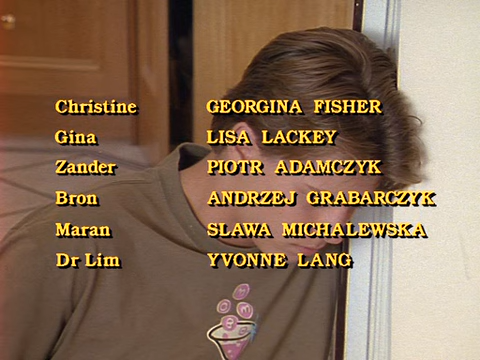 Christine GEORGINA FISHER
Gina LISA LACKEY
Zander PIOTR ADAMCZYK
Bron ANDRZEJ GRABARCZYK
Maran SLAWA MICHALEWSKA
Dr Lim YVONNE LANG